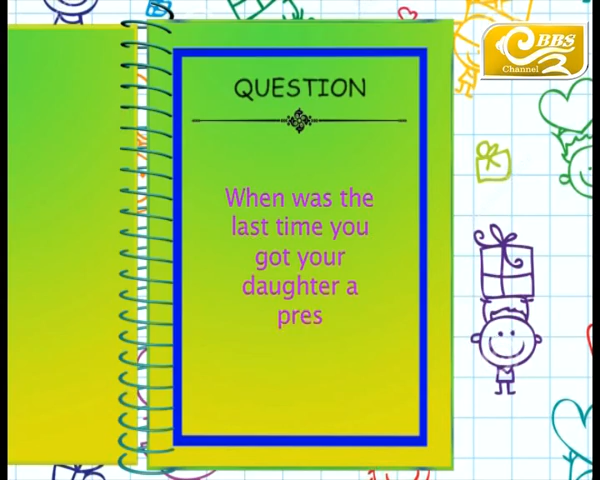 BBS
Channel 2
QUESTION
When was the
last time you
got your
daughter a
pres